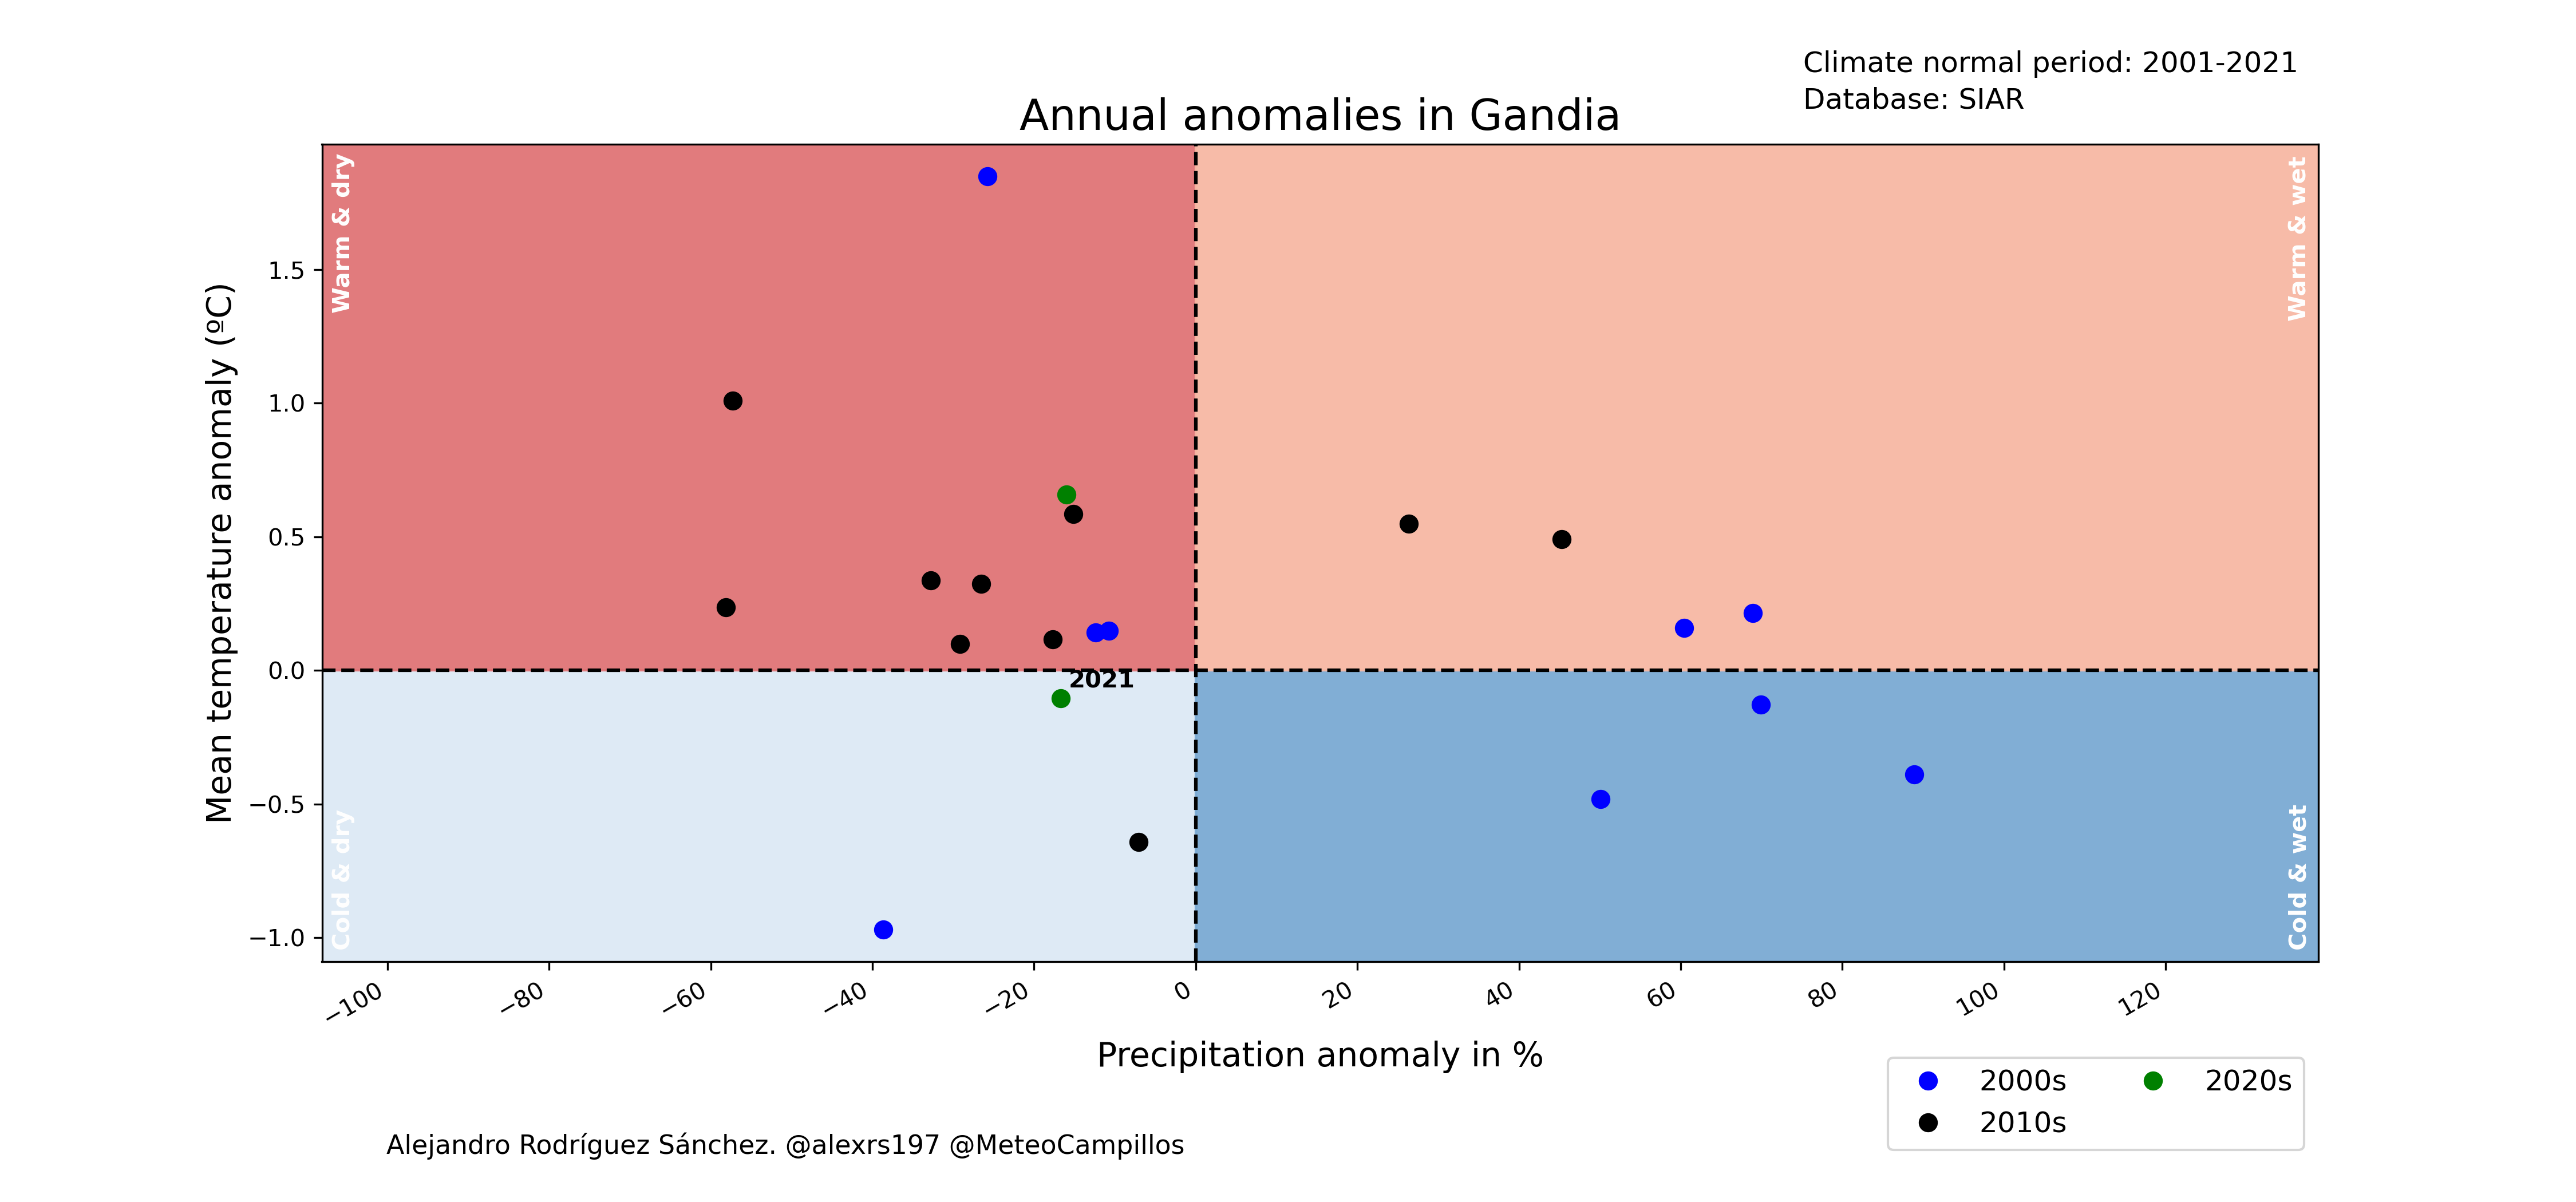 Climate normal period: 2001-2021
Database: SIAR
Annual anomalies in Gandia
Warm & dry
Warm & wet
Mean temperature anomaly (ºC)
1.5
1.0
0.5
0.0
−0.5
−1.0
2021
Cold & dry
Cold & wet
−100 −80 −60 −40 −20 0 20 40 60 80 100 120
Precipitation anomaly in %
2000s 2020s
2010s
Alejandro Rodríguez Sánchez. @alexrs197 @MeteoCampillos